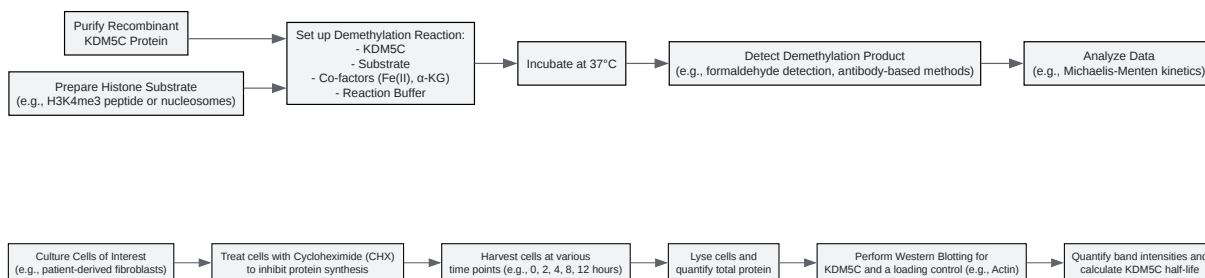 Purify Recombinant
KDM5C Protein
Prepare Histone Substrate
(e.g., H3K4me3 peptide or nucleosomes)
Set up Demethylation Reaction:
- KDM5C
- Substrate
- Co-factors (Fe(II), α-KG)
- Reaction Buffer
Incubate at 37°C
Detect Demethylation Product
(e.g., formaldehyde detection, antibody-based methods)
Analyze Data
(e.g., Michaelis-Menten kinetics)
Culture Cells of Interest
(e.g., patient-derived fibroblasts)
Treat cells with Cycloheximide (CHX)
to inhibit protein synthesis
Harvest cells at various
time points (e.g., 0, 2, 4, 8, 12 hours)
Lyse cells and
quantify total protein
Perform Western Blotting for
KDM5C and a loading control (e.g., Actin)
Quantify band intensities and
calculate KDM5C half-life